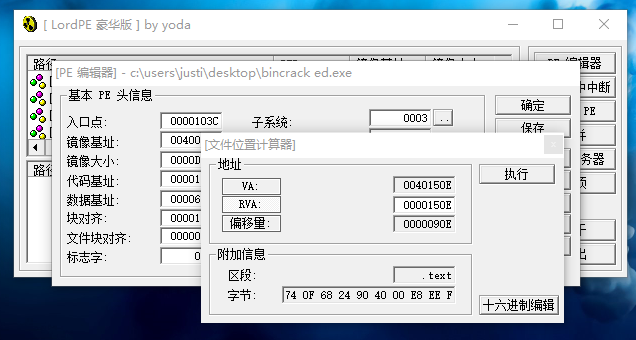 [ LordPE 豪华版 ] by yoda
[PE 编辑器] - c:\users\justi\desktop\bincrack ed.exe
基本 PE 头信息
入口点: 0000103C
子系统: 0003 ..
镜像基址: 00400
镜像大小: 0000D
代码基址: 00001
数据基址: 00006
块对齐: 00001
文件块对齐: 00000
标志字: 0
确定
保存
[文件位置计算器]
地址
VA: 0040150E
RVA: 0000150E
偏移量: 0000090E
执行
附加信息
区段: .text
字节: 74 0F 68 24 90 40 00 E8 EE F
十六进制编辑
PE 编辑器
中中断
PE
务器